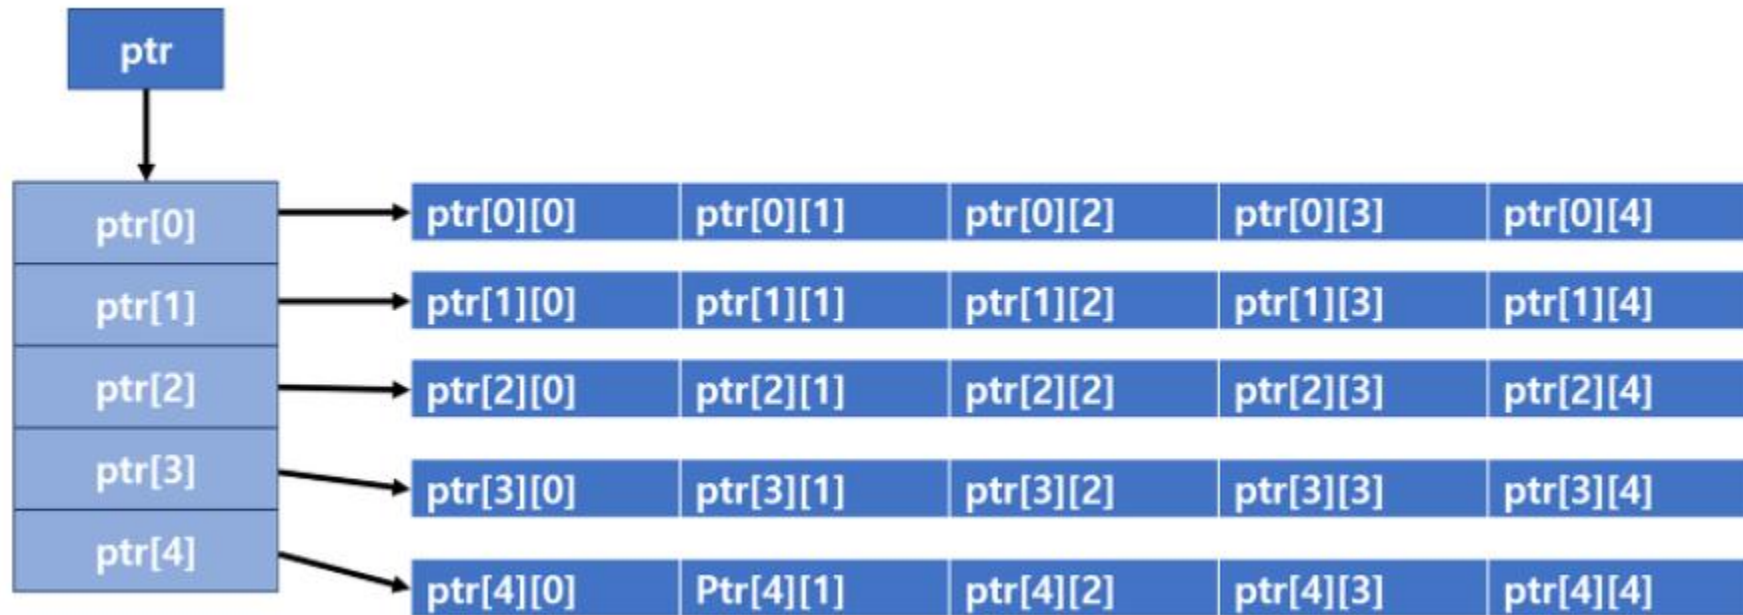 ptr
ptr[0] ptr[0][0] ptr[0][1] ptr[0][2] ptr[0][3] ptr[0][4]
ptr[1] ptr[1][0] ptr[1][1] ptr[1][2] ptr[1][3] ptr[1][4]
ptr[2] ptr[2][0] ptr[2][1] ptr[2][2] ptr[2][3] ptr[2][4]
ptr[3] ptr[3][0] ptr[3][1] ptr[3][2] ptr[3][3] ptr[3][4]
ptr[4] ptr[4][0] Ptr[4][1] ptr[4][2] ptr[4][3] ptr[4][4]